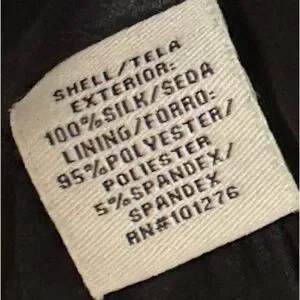 SHELL/TELA
EXTERIOR:
100%SILK/SEDA
LINING/FORRO:
95%POLYESTER/
POLIESTER
5%SPANDEX/
SPANDEX
RN#101276